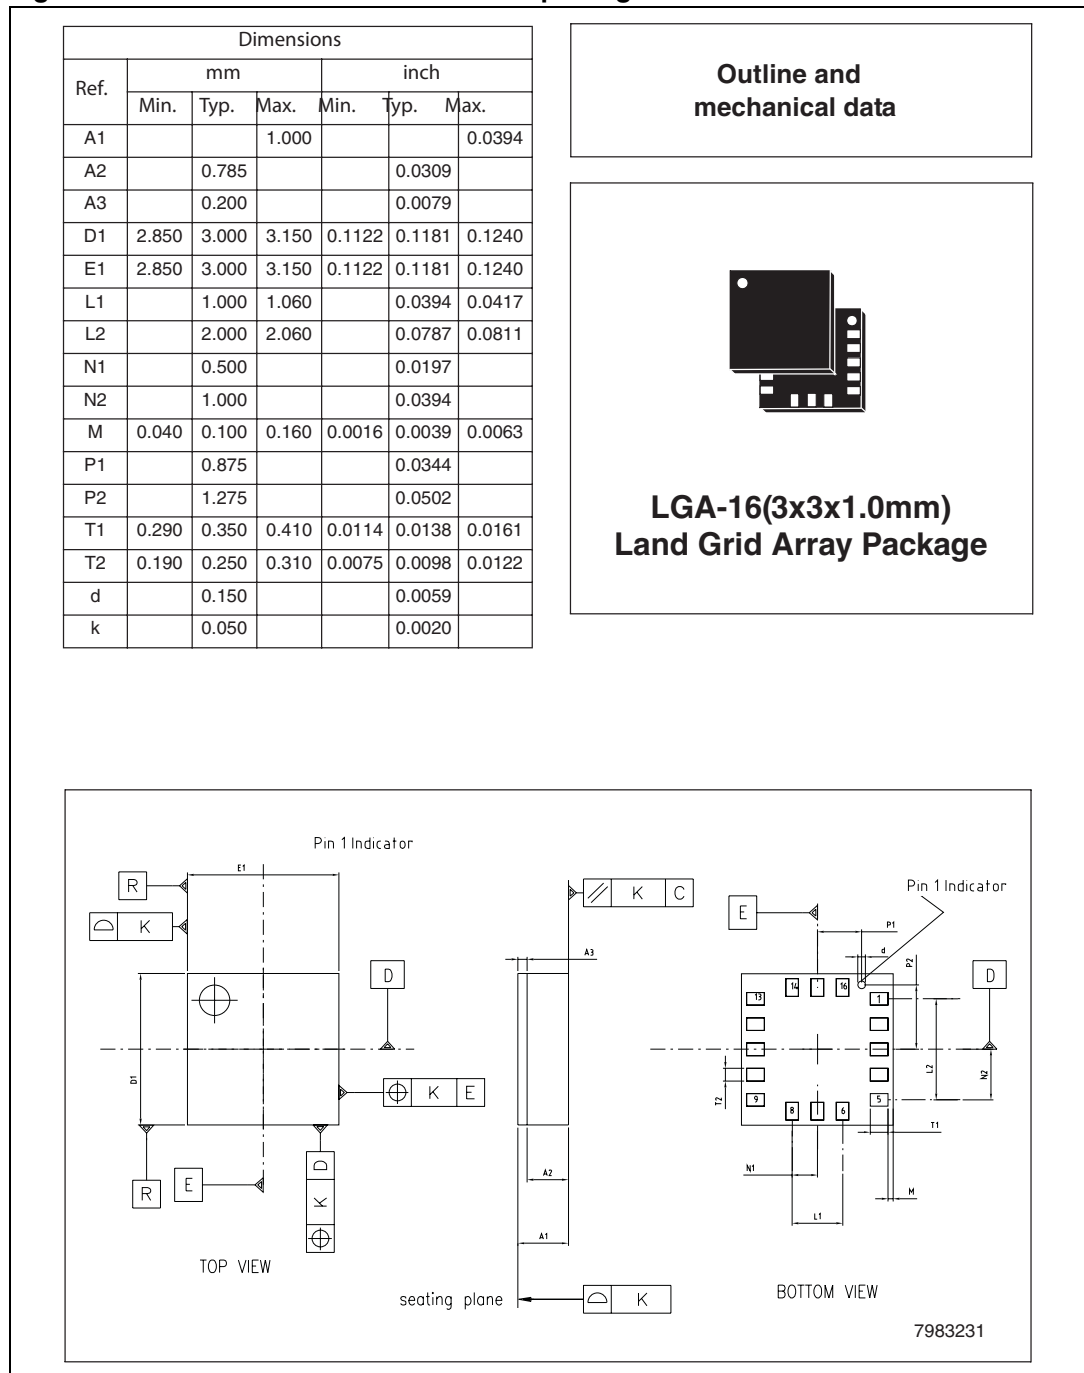 Dimensions
Ref. mm inch
Min. Typ. Max. Min. Typ. Max.
A1 1.000 0.0394
A2 0.785 0.0309
A3 0.200 0.0079
D1 2.850 3.000 3.150 0.1122 0.1181 0.1240
E1 2.850 3.000 3.150 0.1122 0.1181 0.1240
L1 1.000 1.060 0.0394 0.0417
L2 2.000 2.060 0.0787 0.0811
N1 0.500 0.0197
N2 1.000 0.0394
M 0.040 0.100 0.160 0.0016 0.0039 0.0063
P1 0.875 0.0344
P2 1.275 0.0502
T1 0.290 0.350 0.410 0.0114 0.0138 0.0161
T2 0.190 0.250 0.310 0.0075 0.0098 0.0122
d 0.150 0.0059
k 0.050 0.0020
Outline and
mechanical data
LGA-16(3x3x1.0mm)
Land Grid Array Package
Pin 1 Indicator
E1
R
K
D
D1
K E
K D
R
E
TOP VIEW
K C
A3
A2
A1
seating plane
K
Pin 1 Indicator
E
P1
d
P2
D
13 14 16 1
L2
N2
T2
9 8 6 5
T1
N1
M
L1
BOTTOM VIEW
7983231